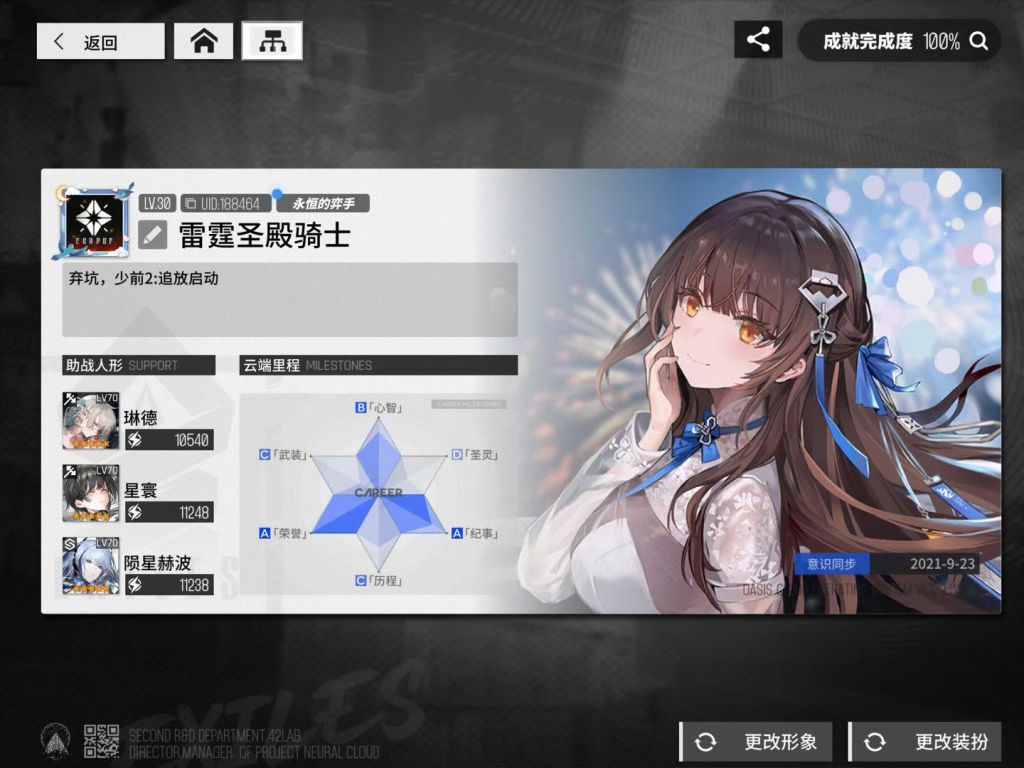 返回
成就完成度 100%
LV.30 UID:188464 永恒的弈手
雷霆圣殿骑士
弃坑，少前2:追放启动
助战人形 SUPPORT
云端里程 MILESTONES
LV70
琳德
10540
LV70
星寰
11248
LV70
陨星赫波
11238
CAREER MILESTONES
B「心智」
C「武装」
D「圣灵」
CAREER
A「荣誉」
A「纪事」
C「历程」
意识同步 2021-9-23
EXILES
SECOND R&D DEPARTMENT,42LAB
DIRECTOR,MANAGER OF PROJECT NEURAL CLOUD
更改形象
更改装扮